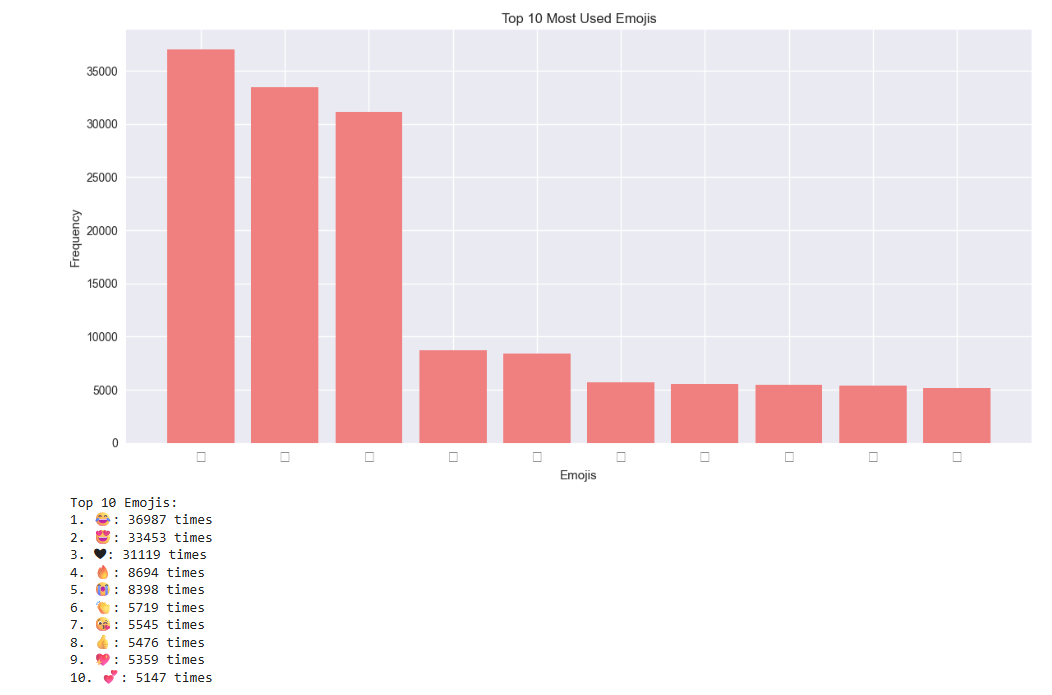 Top 10 Most Used Emojis
35000
30000
25000
20000
15000
10000
5000
0
Frequency
□ □ □ □ □ □ □ □ □ □
Emojis
Top 10 Emojis:
1. 😂: 36987 times
2. 😍: 33453 times
3. 🖤: 31119 times
4. 🔥: 8694 times
5. 😭: 8398 times
6. 👏: 5719 times
7. 😘: 5545 times
8. 👍: 5476 times
9. 💖: 5359 times
10. 💕: 5147 times